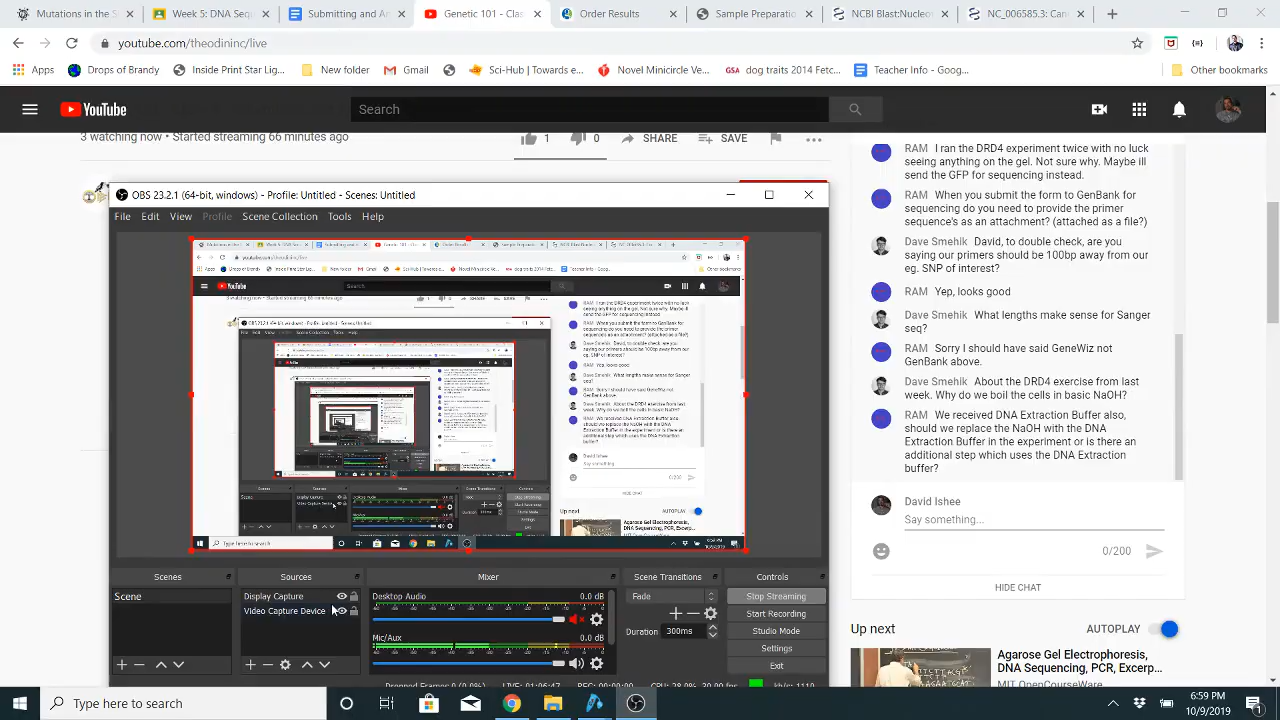 Mutations in the S
Week 5: DNA Sequ
Submitting and An
Genetic 101 - Clas
Order Results
Sample Preparatio
NCBI Blast:Nucleot
NC_006585.3: Can
youtube.com/theodininc/live
Apps
Drops of Brandy
Inside Print Star Lig...
New folder
Gmail
Sci-Hub | Towards e...
Novel Minicircle Ve...
GSA dog traits 2014 Fetc...
Teacher Info - Goog...
Other bookmarks
YouTube
Search
3 watching now • Started streaming 66 minutes ago
1
0
SHARE
SAVE
OBS 23.2.1 (64-bit, windows) - Profile: Untitled - Scenes: Untitled
File Edit View Profile Scene Collection Tools Help
Scenes
Scene
Sources
Display Capture
Video Capture Device
Mixer
Desktop Audio 0.0 dB
Mic/Aux 0.0 dB
Scene Transitions
Fade
Duration 300ms
Controls
Stop Streaming
Start Recording
Studio Mode
Settings
Exit
RAM I ran the DRD4 experiment twice with no luck
seeing anything on the gel. Not sure why. Maybe ill
send the GFP for sequencing instead.
RAM When you submit the form to GenBank for
sequencing do you need to provide the primer
sequence's as an attachment? (attached as a file?)
Dave Smehlik David, to double check, are you
saying our primers should be 100bp away from our
eg. SNP of interest?
RAM Yep, looks good
Dave Smehlik What lengths make sense for Sanger
seq?
RAM Sorry I should have said GeneWiz not
GenBank above.
Dave Smehlik About the DRD4 exercise from last
week. Why do we boil the cells in basic NaOH?
RAM We received DNA Extraction Buffer also,
should we replace the NaOH with the DNA
Extraction Buffer in the experiment or is there an
additional step which uses the DNA Extraction
buffer?
David Ishee
Say something...
0/200
HIDE CHAT
Up next
AUTOPLAY
Agarose Gel Electrophoresis,
DNA Sequencing, PCR, Excerp...
MIT OpenCourseWare
Type here to search
6:59 PM
10/9/2019